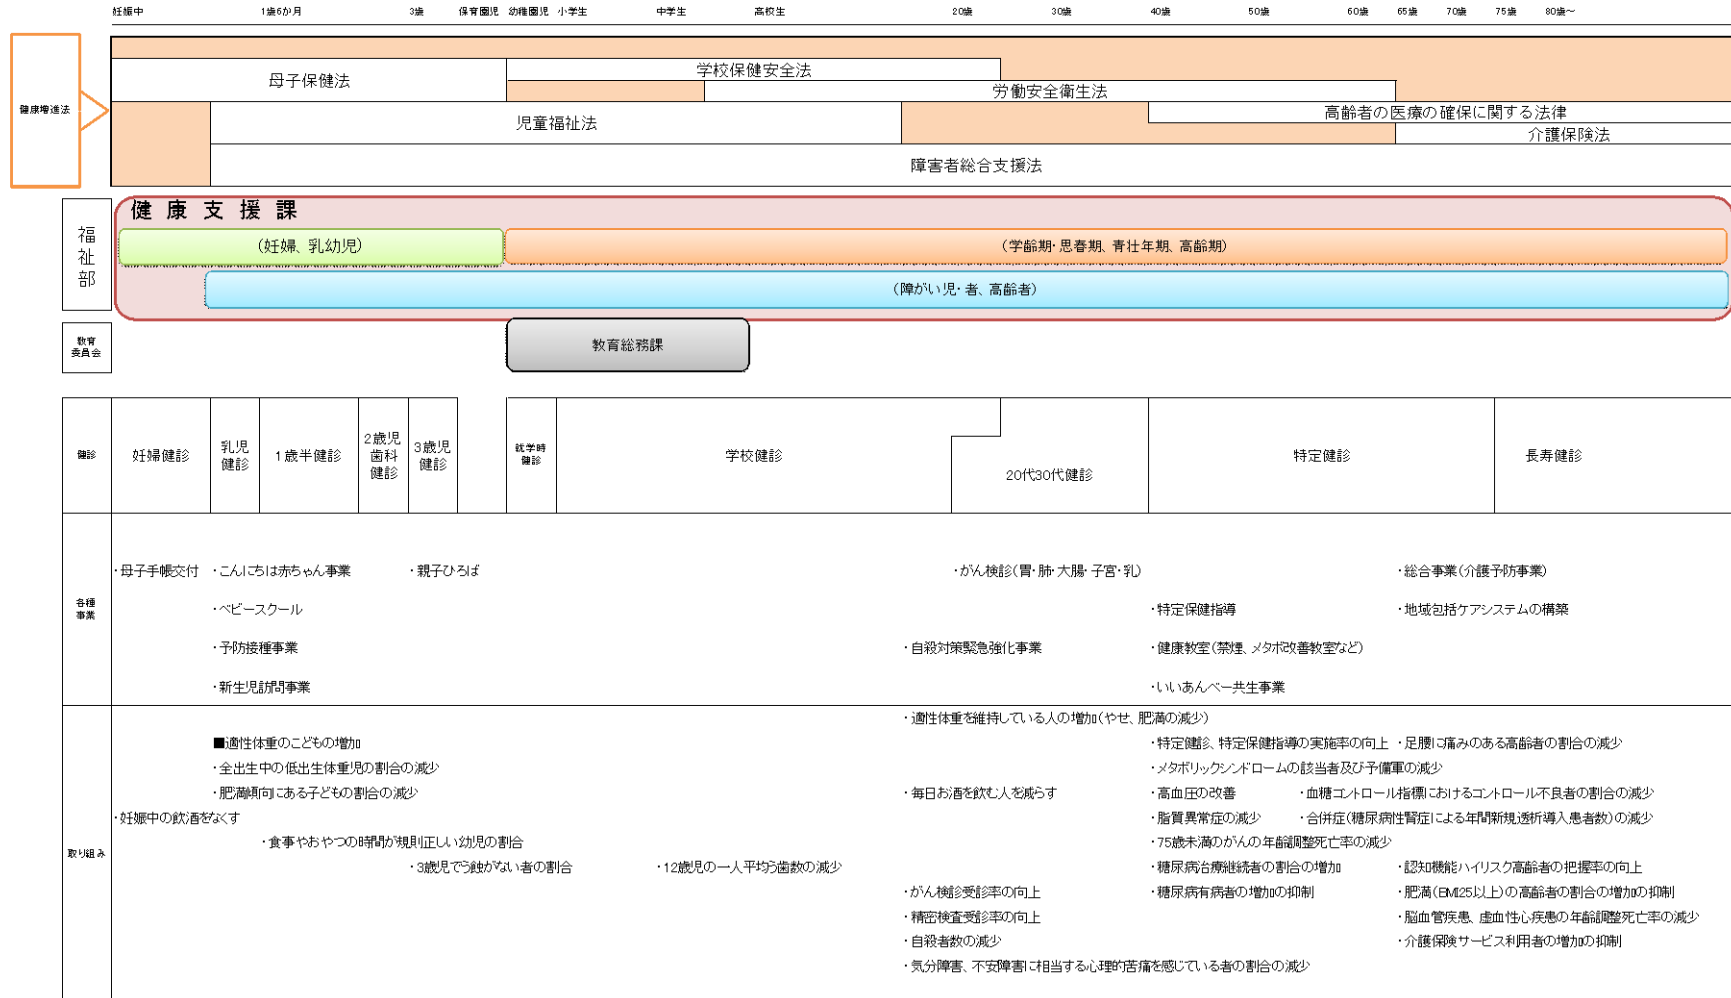 妊娠中 1歳6か月 3歳 保育園児 幼稚園児 小学生 中学生 高校生 20歳 30歳 40歳 50歳 60歳 65歳 70歳 75歳 80歳～
健康増進法
母子保健法
学校保健安全法
労働安全衛生法
児童福祉法
高齢者の医療の確保に関する法律
介護保険法
障害者総合支援法
福祉部
健康支援課
(妊婦、乳幼児)
(学齢期・思春期、青壮年期、高齢期)
(障がい児・者、高齢者)
教育
委員会
教育総務課
健診
妊婦健診
乳児
健診
1歳半健診
2歳児
歯科
健診
3歳児
健診
就学時
健診
学校健診
20代30代健診
特定健診
長寿健診
各種
事業
・母子手帳交付 ・こんにちは赤ちゃん事業 ・親子ひろば ・がん検診(胃・肺・大腸・子宮・乳) ・総合事業(介護予防事業)
・ベビースクール ・特定保健指導 ・地域包括ケアシステムの構築
・予防接種事業 ・自殺対策緊急強化事業 ・健康教室(禁煙、メタボ改善教室など)
・新生児訪問事業 ・いいあんべー共生事業
取り組み
・適性体重を維持している人の増加(やせ、肥満の減少)
■適性体重のこどもの増加 ・特定健診、特定保健指導の実施率の向上 ・足腰に痛みのある高齢者の割合の減少
・全出生中の低出生体重児の割合の減少 ・メタボリックシンドロームの該当者及び予備軍の減少
・肥満傾向にある子どもの割合の減少 ・毎日お酒を飲む人を減らす ・高血圧の改善 ・血糖コントロール指標におけるコントロール不良者の割合の減少
・妊娠中の飲酒をなくす ・脂質異常症の減少 ・合併症(糖尿病性腎症による年間新規透析導入患者数)の減少
・食事やおやつの時間が規則正しい幼児の割合 ・75歳未満のがんの年齢調整死亡率の減少
・3歳児でう蝕がない者の割合 ・12歳児の一人平均う歯数の減少 ・糖尿病治療継続者の割合の増加 ・認知機能ハイリスク高齢者の把握率の向上
・がん検診受診率の向上 ・糖尿病有病者の増加の抑制 ・肥満(BMI25以上)の高齢者の割合の増加の抑制
・精密検査受診率の向上 ・脳血管疾患、虚血性心疾患の年齢調整死亡率の減少
・自殺者数の減少 ・介護保険サービス利用者の増加の抑制
・気分障害、不安障害に相当する心理的苦痛を感じている者の割合の減少